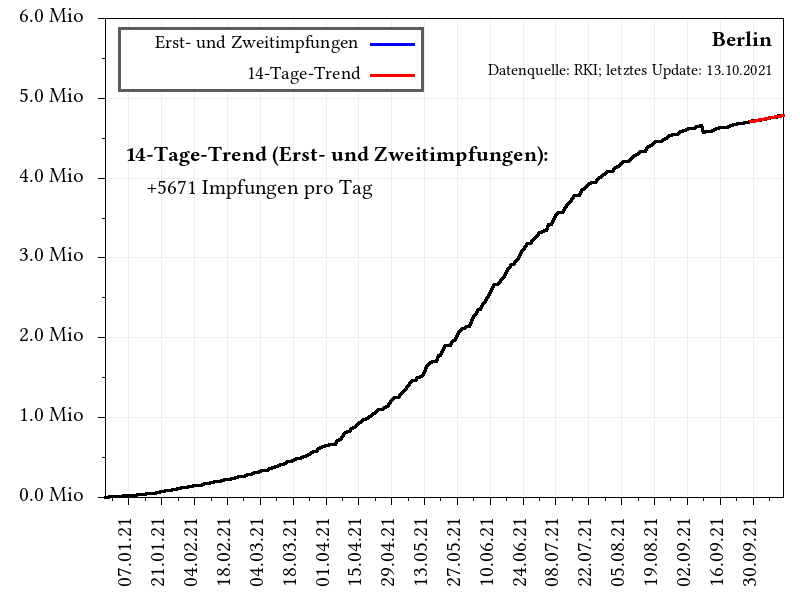 6.0 Mio
5.0 Mio
4.0 Mio
3.0 Mio
2.0 Mio
1.0 Mio
0.0 Mio
Erst- und Zweitimpfungen
14-Tage-Trend
Berlin
Datenquelle: RKI; letztes Update: 13.10.2021
14-Tage-Trend (Erst- und Zweitimpfungen):
+5671 Impfungen pro Tag
07.01.21
21.01.21
04.02.21
18.02.21
04.03.21
18.03.21
01.04.21
15.04.21
29.04.21
13.05.21
27.05.21
10.06.21
24.06.21
08.07.21
22.07.21
05.08.21
19.08.21
02.09.21
16.09.21
30.09.21